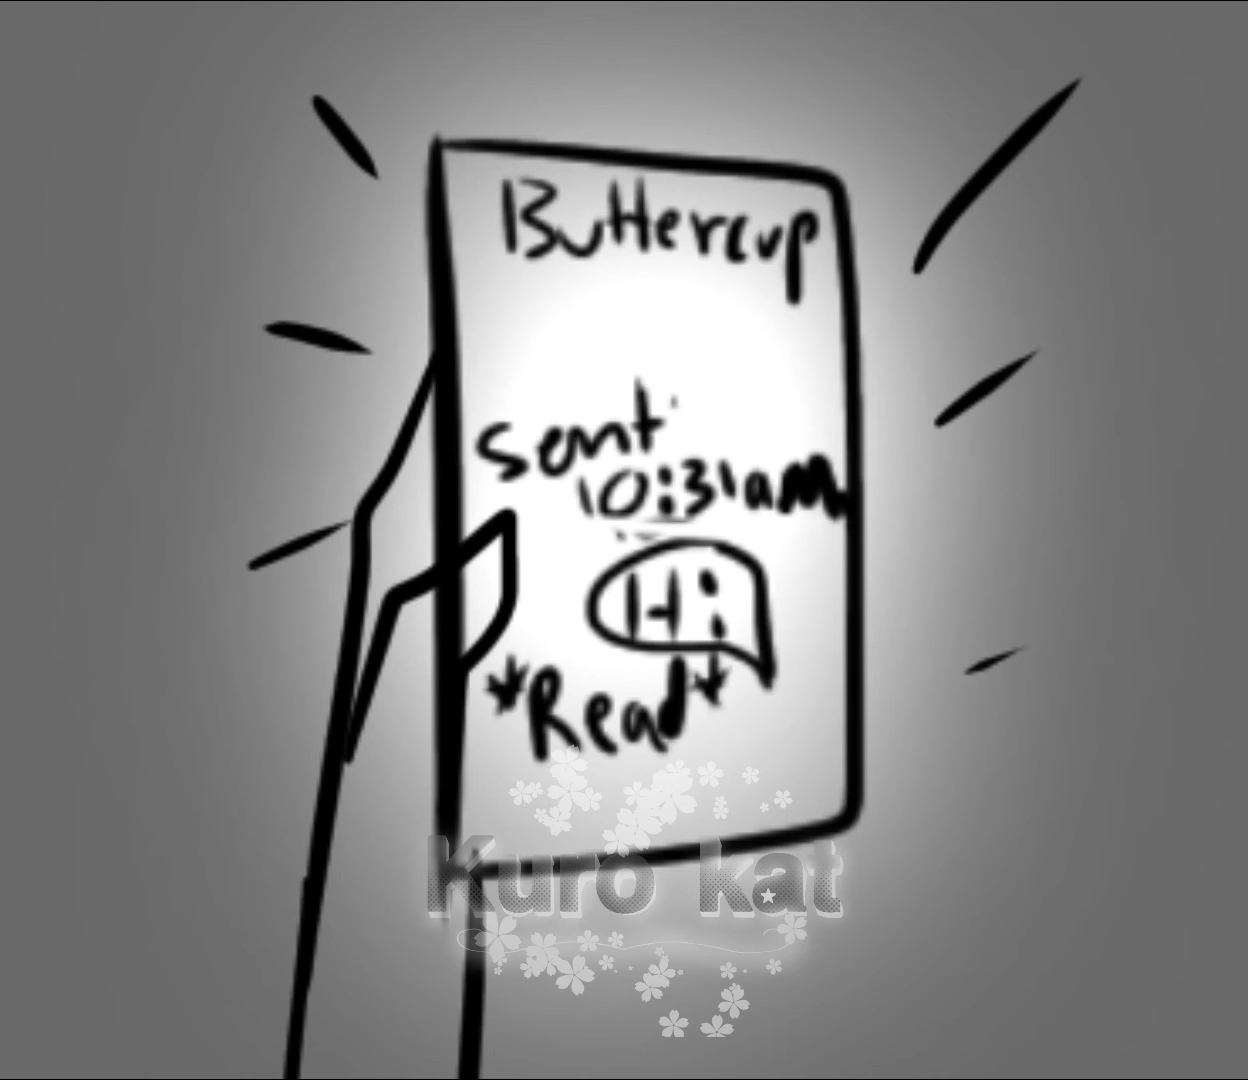 Buttercup
sent
10:31am
Hi
*Read*
Kuro kat